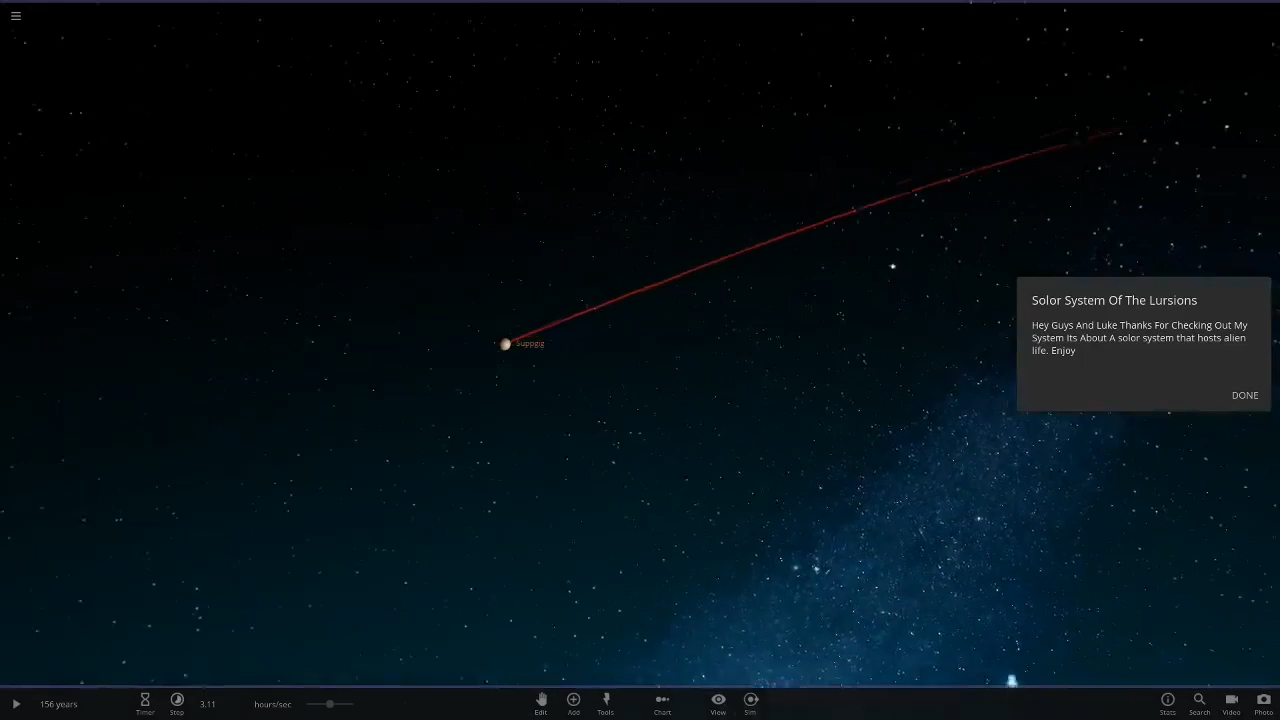 Suppgig
Solor System Of The Lursions
Hey Guys And Luke Thanks For Checking Out My
System Its About A solor system that hosts alien
life. Enjoy
DONE
156 years
Timer
Step
3.11
hours/sec
Edit
Add
Tools
Chart
View
Sim
Stats
Search
Video
Photo